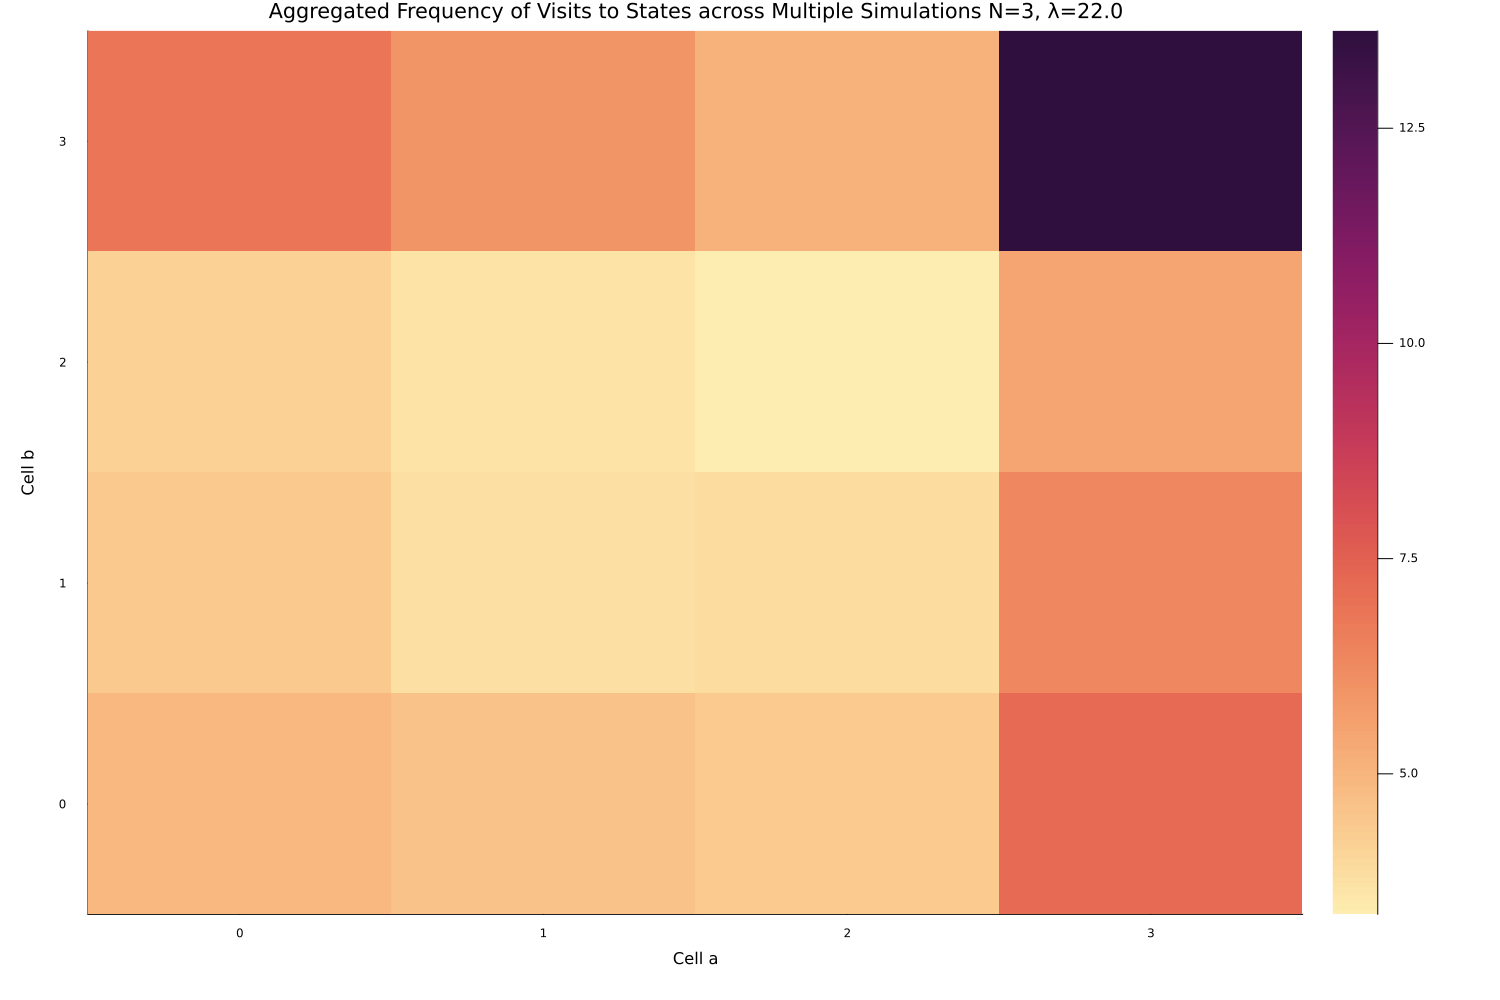 Aggregated Frequency of Visits to States across Multiple Simulations N=3, λ=22.0
3
2
1
0
Cell b
0 1 2 3
Cell a
12.5
10.0
7.5
5.0